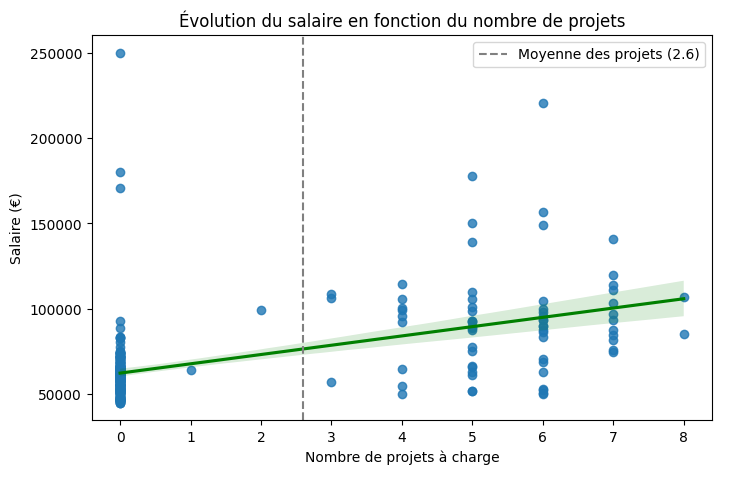 Évolution du salaire en fonction du nombre de projets
Moyenne des projets (2.6)
Salaire (€)
250000
200000
150000
100000
50000
0 1 2 3 4 5 6 7 8
Nombre de projets à charge